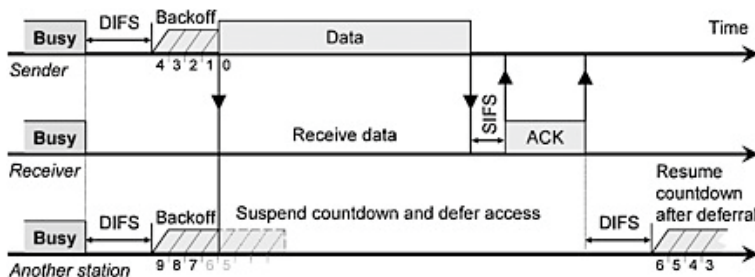 DIFS Backoff Time
Busy Data
Sender 4 3 2 1 0
SIFS
Busy Receive data ACK
Receiver
Resume
countdown
after deferral
DIFS Backoff Suspend countdown and defer access DIFS
Busy
Another station 9 8 7 6 5 6 5 4 3